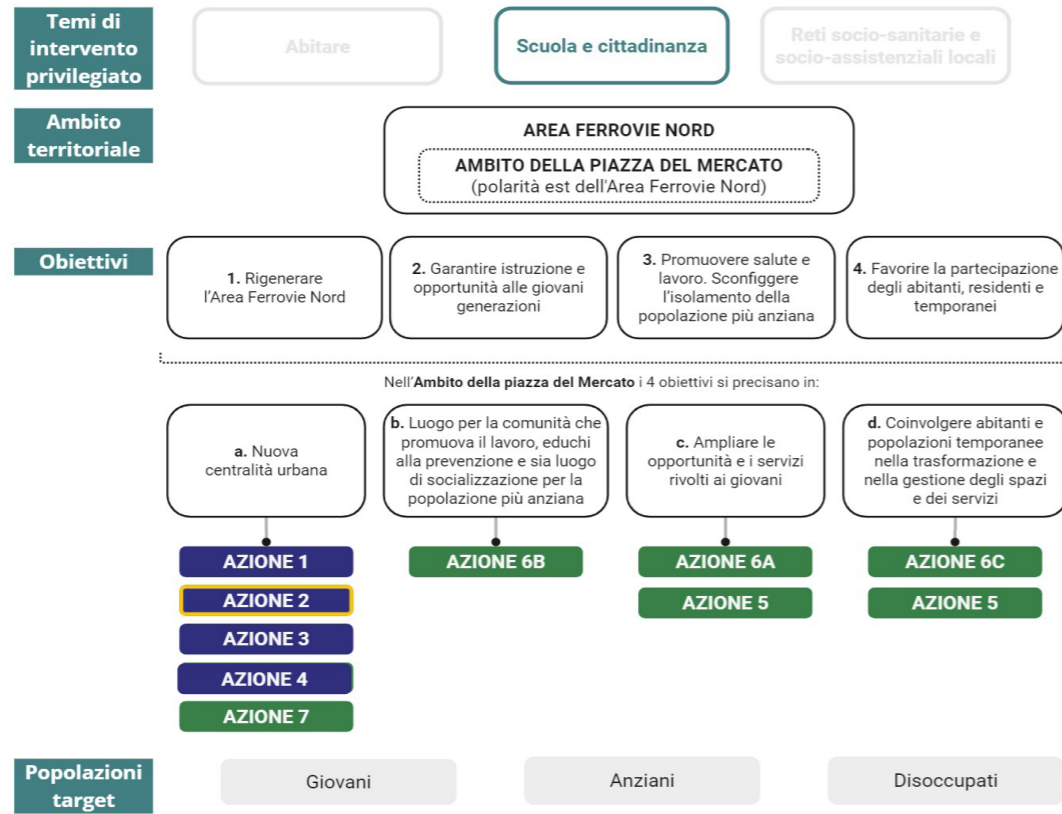 Temi di
intervento
privilegiato
Abitare
Scuola e cittadinanza
Reti socio-sanitarie e
socio-assistenziali locali
Ambito
territoriale
AREA FERROVIE NORD
AMBITO DELLA PIAZZA DEL MERCATO
(polarità est dell'Area Ferrovie Nord)
Obiettivi
1. Rigenerare
l'Area Ferrovie Nord
2. Garantire istruzione e
opportunità alle giovani
generazioni
3. Promuovere salute e
lavoro. Sconfiggere
l'isolamento della
popolazione più anziana
4. Favorire la partecipazione
degli abitanti, residenti e
temporanei
Nell'Ambito della piazza del Mercato i 4 obiettivi si precisano in:
a. Nuova
centralità urbana
b. Luogo per la comunità che
promuova il lavoro, educhi
alla prevenzione e sia luogo
di socializzazione per la
popolazione più anziana
c. Ampliare le
opportunità e i servizi
rivolti ai giovani
d. Coinvolgere abitanti e
popolazioni temporanee
nella trasformazione e
nella gestione degli spazi
e dei servizi
AZIONE 1
AZIONE 2
AZIONE 3
AZIONE 4
AZIONE 7
AZIONE 6B
AZIONE 6A
AZIONE 5
AZIONE 6C
AZIONE 5
Popolazioni
target
Giovani
Anziani
Disoccupati